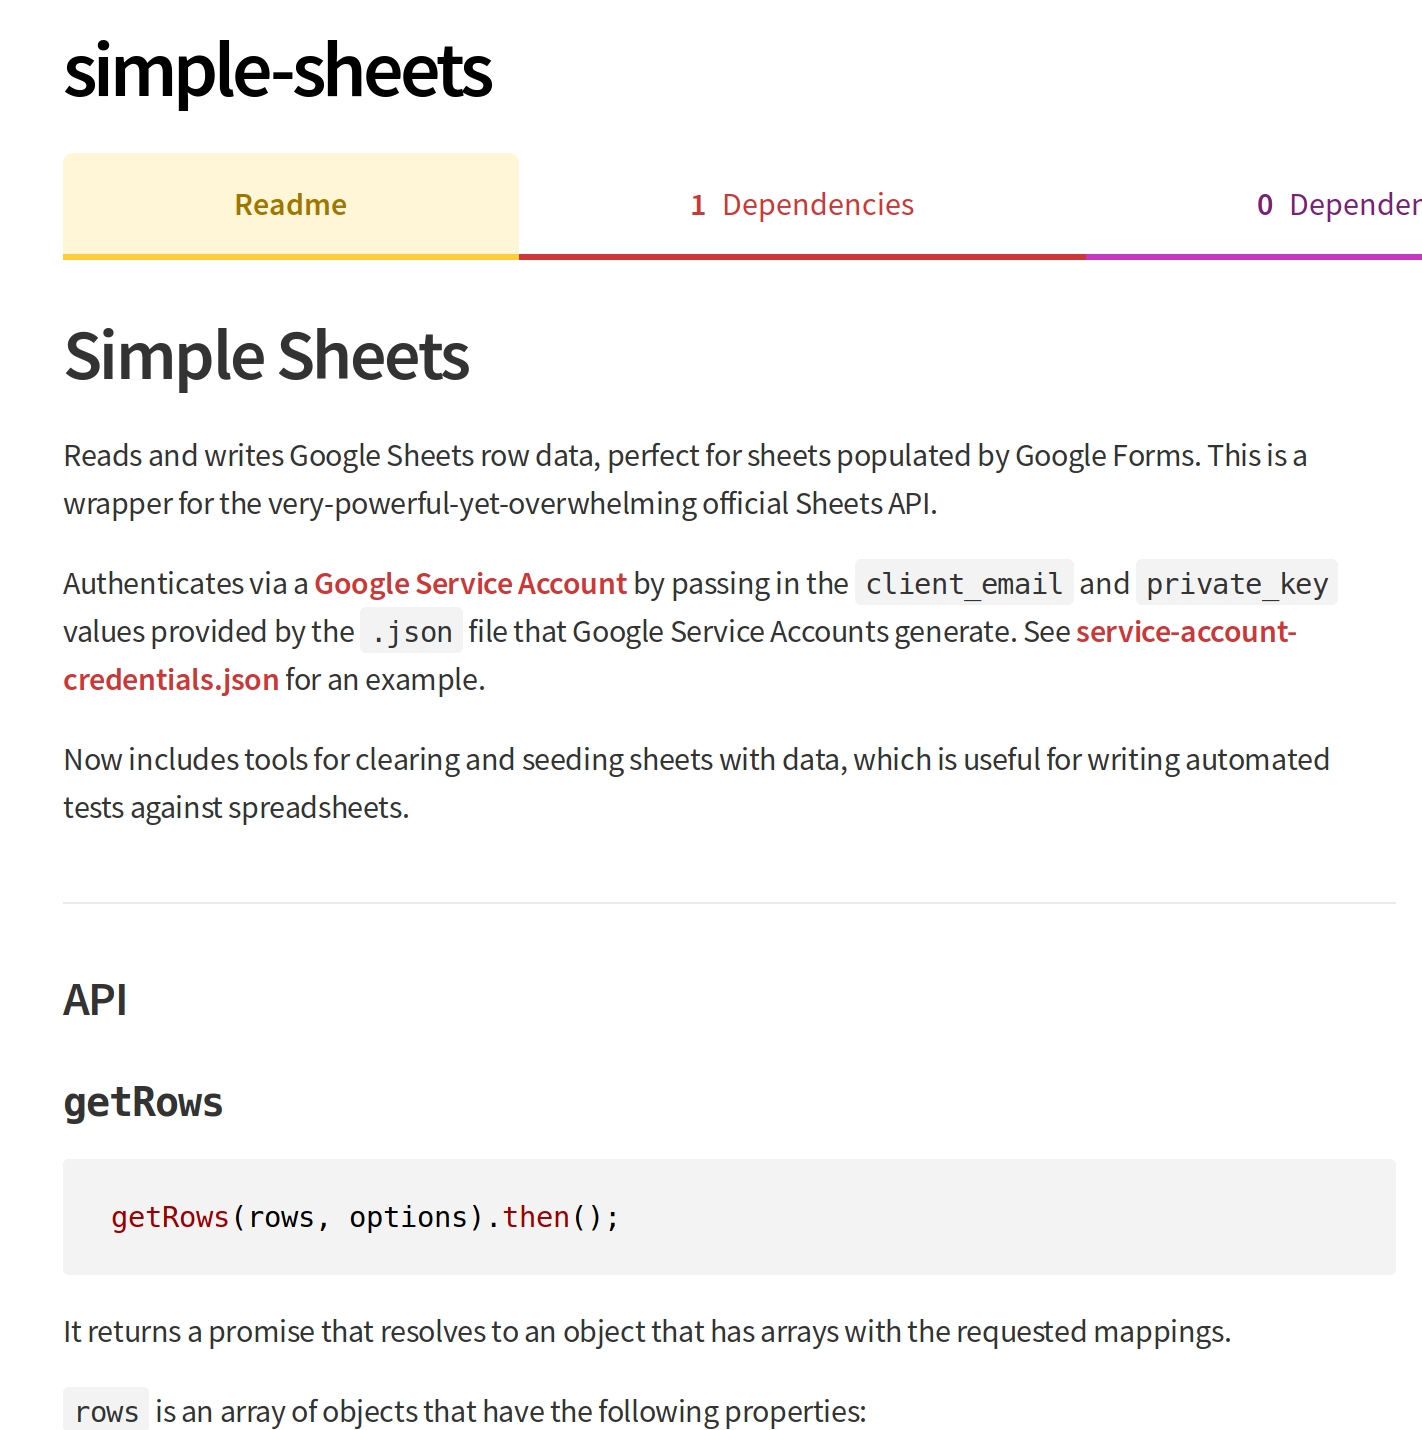 simple-sheets
Readme
1 Dependencies
0 Depender
Simple Sheets
Reads and writes Google Sheets row data, perfect for sheets populated by Google Forms. This is a
wrapper for the very-powerful-yet-overwhelming official Sheets API.
Authenticates via a Google Service Account by passing in the client_email and private_key
values provided by the .json file that Google Service Accounts generate. See service-account-
credentials.json for an example.
Now includes tools for clearing and seeding sheets with data, which is useful for writing automated
tests against spreadsheets.
API
getRows
getRows(rows, options).then();
It returns a promise that resolves to an object that has arrays with the requested mappings.
rows is an array of objects that have the following properties: